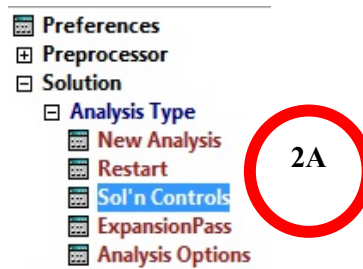 Preferences
Preprocessor
Solution
Analysis Type
New Analysis
Restart
2A
Sol'n Controls
ExpansionPass
Analysis Options